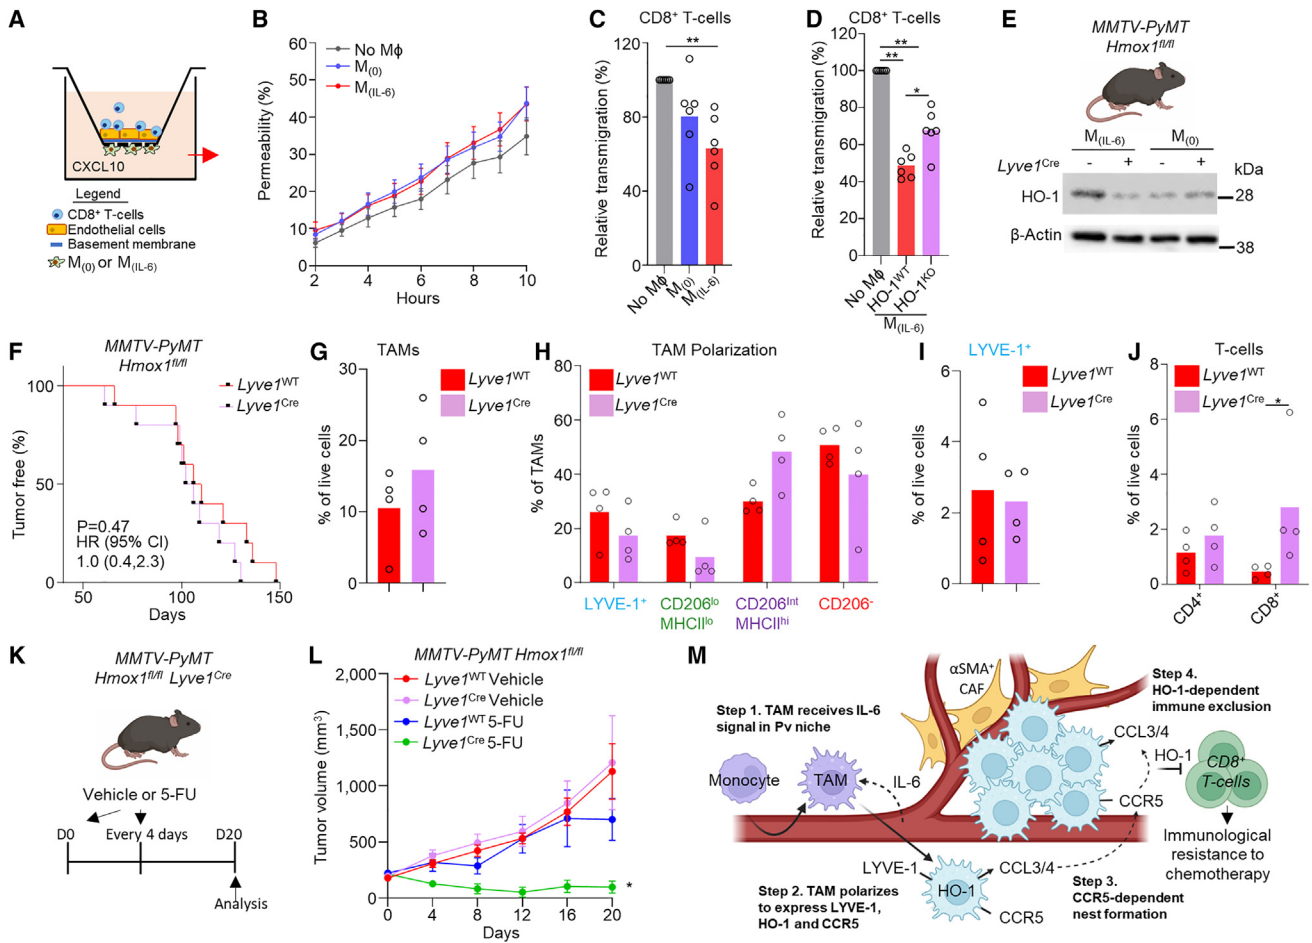 A
CXCL10
Legend
CD8+ T-cells
Endothelial cells
Basement membrane
M(0) or M(IL-6)
B
Permeability (%)
60
50
40
30
20
10
0
No Mϕ
M(0)
M(IL-6)
2 4 6 8 10
Hours
C
CD8+ T-cells
Relative transmigration (%)
120
80
40
0
**
No Mϕ
M(0)
M(IL-6)
D
CD8+ T-cells
Relative transmigration (%)
120
100
80
60
40
20
0
**
**
*
No Mϕ
HO-1WT
HO-1KO
M(IL-6)
E
MMTV-PyMT
Hmox1fl/fl
M(IL-6) M(0)
Lyve1Cre - + - + kDa
HO-1 28
β-Actin 38
F
MMTV-PyMT
Hmox1fl/fl
Lyve1WT
Lyve1Cre
Tumor free (%)
100
50
0
P=0.47
HR (95% CI)
1.0 (0.4,2.3)
50 100 150
Days
G
TAMs
Lyve1WT
Lyve1Cre
% of live cells
30
20
10
0
H
TAM Polarization
Lyve1WT
Lyve1Cre
% of TAMs
80
60
40
20
0
LYVE-1+ CD206lo CD206Int CD206-
MHCIIlo MHCIIhi
I
LYVE-1+
Lyve1WT
Lyve1Cre
% of live cells
6
4
2
0
J
T-cells
Lyve1WT
Lyve1Cre
*
% of live cells
8
6
4
2
0
CD4+
CD8+
K
MMTV-PyMT
Hmox1fl/fl Lyve1Cre
Vehicle or 5-FU
D0 Every 4 days D20
Analysis
L
MMTV-PyMT Hmox1fl/fl
Lyve1WT Vehicle
Lyve1Cre Vehicle
Lyve1WT 5-FU
Lyve1Cre 5-FU
Tumor volume (mm3)
2,000
1,500
1,000
500
0
*
0 4 8 12 16 20
Days
M
αSMA+
CAF
Step 1. TAM receives IL-6
signal in Pv niche
Monocyte
TAM
IL-6
Step 4.
HO-1-dependent
immune exclusion
CCL3/4
HO-1
CD8+
T-cells
CCR5
Immunological
resistance to
chemotherapy
LYVE-1
HO-1
CCL3/4
CCR5
Step 2. TAM polarizes
to express LYVE-1,
HO-1 and CCR5
Step 3.
CCR5-dependent
nest formation